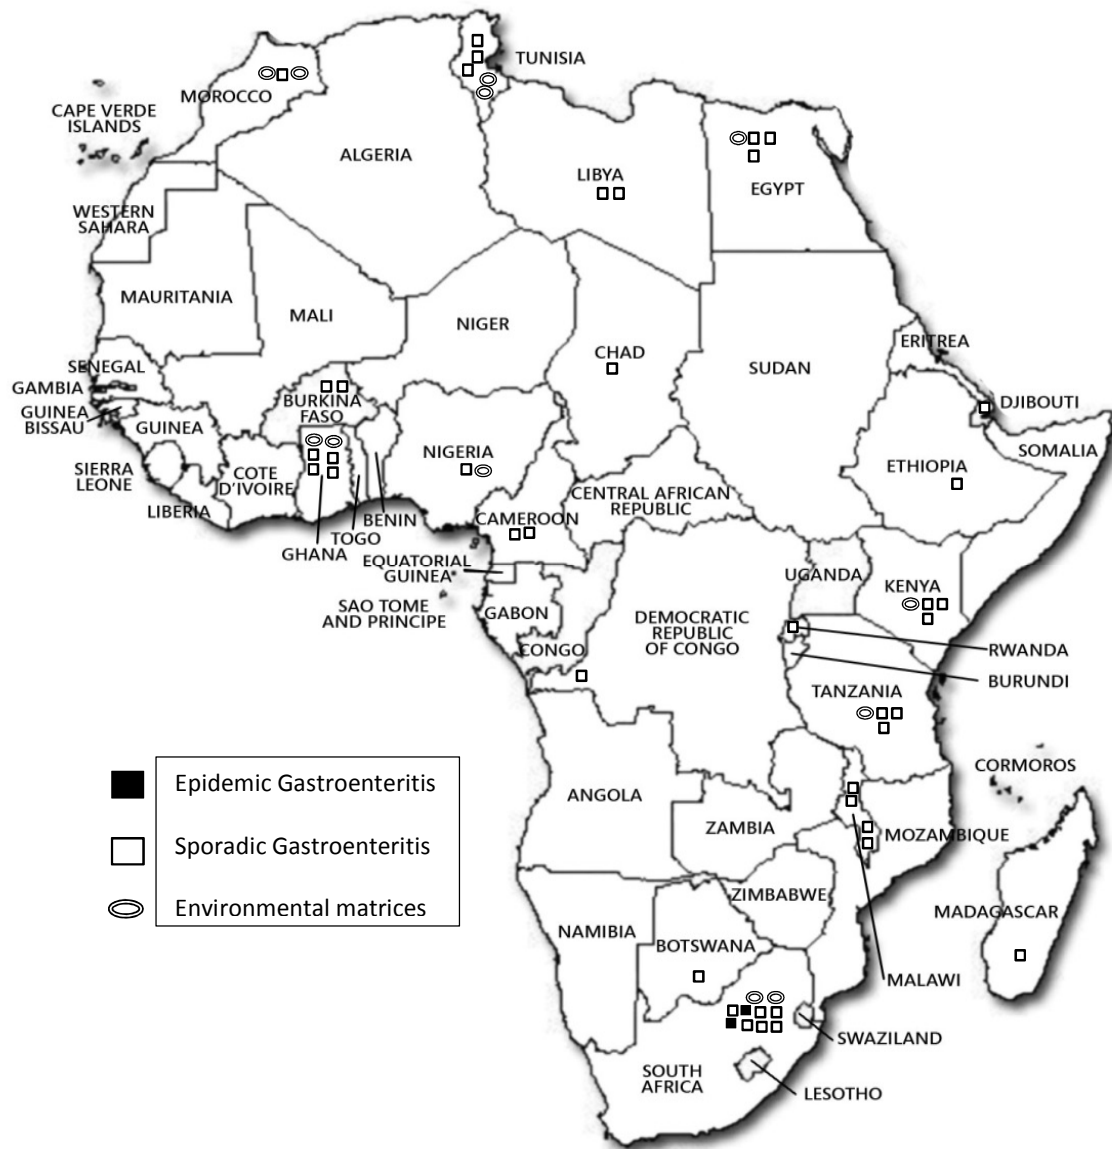 TUNISIA
MOROCCO
CAPE VERDE
ISLANDS
ALGERIA
LIBYA
EGYPT
WESTERN
SAHARA
MAURITANIA
MALI
NIGER
CHAD
SUDAN
ERITREA
SENEGAL
GAMBIA
GUINEA
BISSAU
GUINEA
BURKINA
FASO
DJIBOUTI
SOMALIA
NIGERIA
ETHIOPIA
SIERRA
LEONE
COTE
D'IVOIRE
LIBERIA
CENTRAL AFRICAN
REPUBLIC
BENIN
CAMEROON
TOGO
GHANA
EQUATORIAL
GUINEA
UGANDA
KENYA
SAO TOME
AND PRINCIPE
GABON
DEMOCRATIC
REPUBLIC
OF CONGO
CONGO
RWANDA
BURUNDI
TANZANIA
CORMOROS
ANGOLA
ZAMBIA
MOZAMBIQUE
ZIMBABWE
MADAGASCAR
NAMIBIA
BOTSWANA
MALAWI
SWAZILAND
SOUTH
AFRICA
LESOTHO
Epidemic Gastroenteritis
Sporadic Gastroenteritis
Environmental matrices